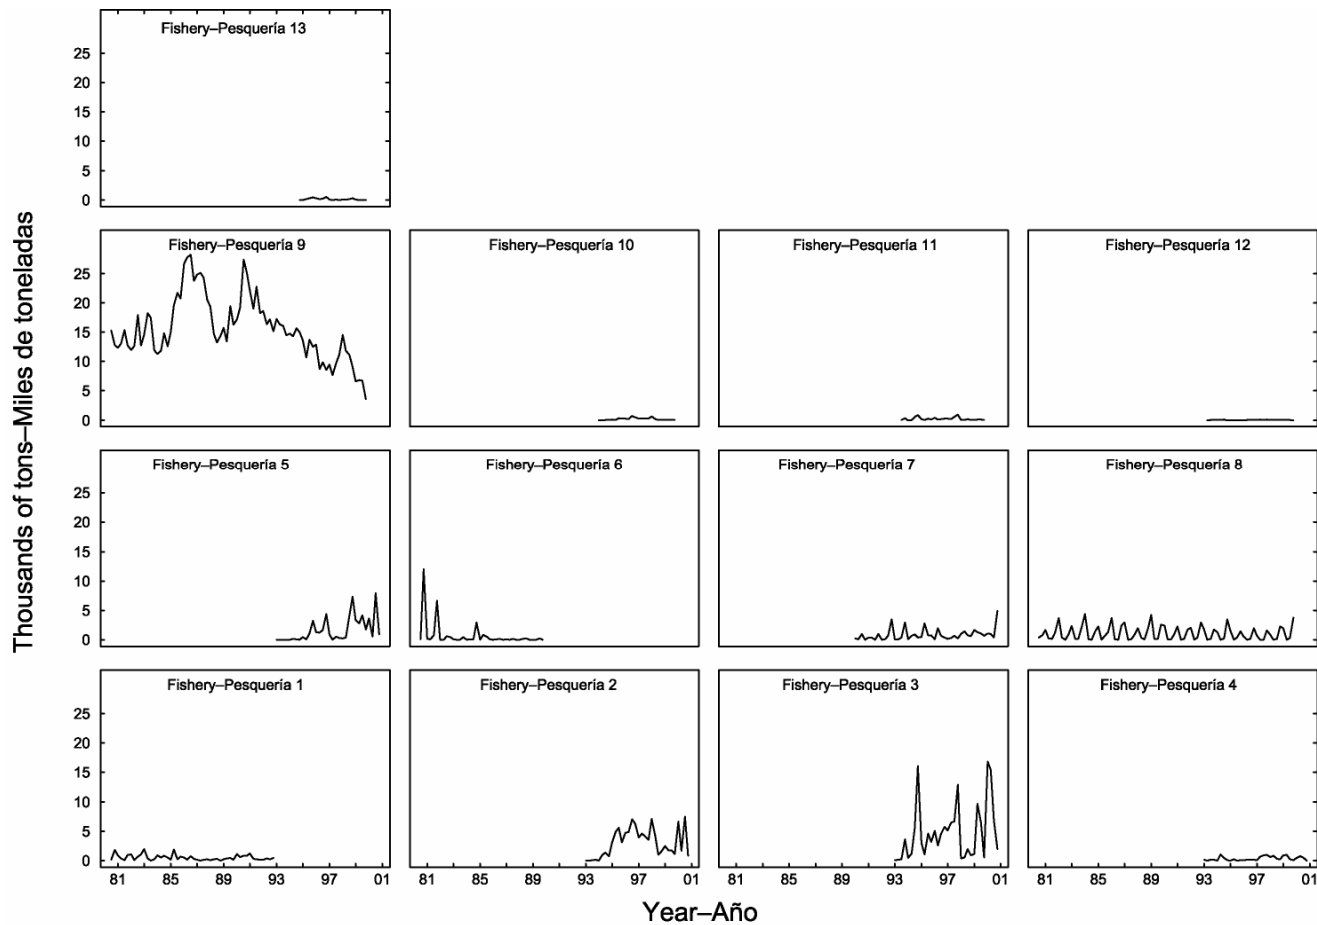 Fishery–Pesquería 13
25
20
15
10
5
0
Fishery–Pesquería 9
Fishery–Pesquería 10
Fishery–Pesquería 11
Fishery–Pesquería 12
25
20
15
10
5
0
Fishery–Pesquería 5
Fishery–Pesquería 6
Fishery–Pesquería 7
Fishery–Pesquería 8
25
20
15
10
5
0
Fishery–Pesquería 1
Fishery–Pesquería 2
Fishery–Pesquería 3
Fishery–Pesquería 4
25
20
15
10
5
0
81 85 89 93 97 01
81 85 89 93 97 01
81 85 89 93 97 01
81 85 89 93 97 01
Thousands of tons–Miles de toneladas
Year–Año